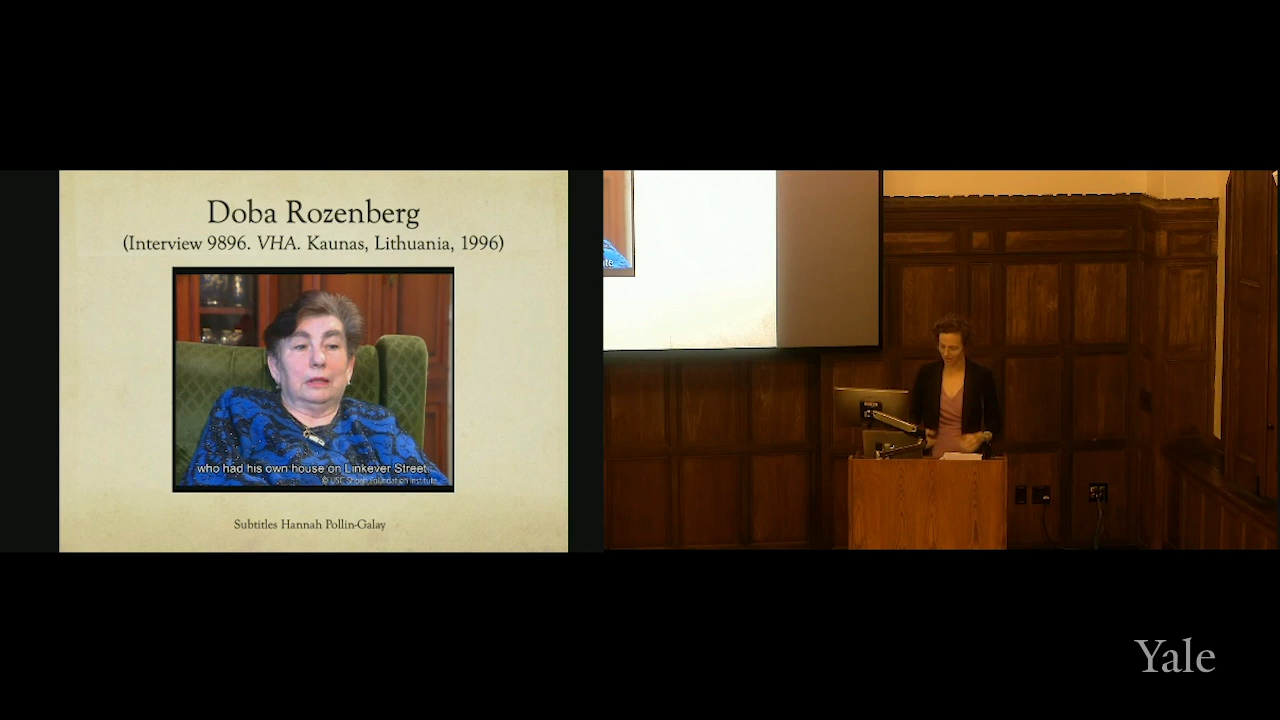 Doba Rozenberg
(Interview 9896. VHA. Kaunas, Lithuania, 1996)
who had his own house on Linkever Street.
© USC Shoah Foundation Institute
Subtitles Hannah Pollin-Galay
te
Yale